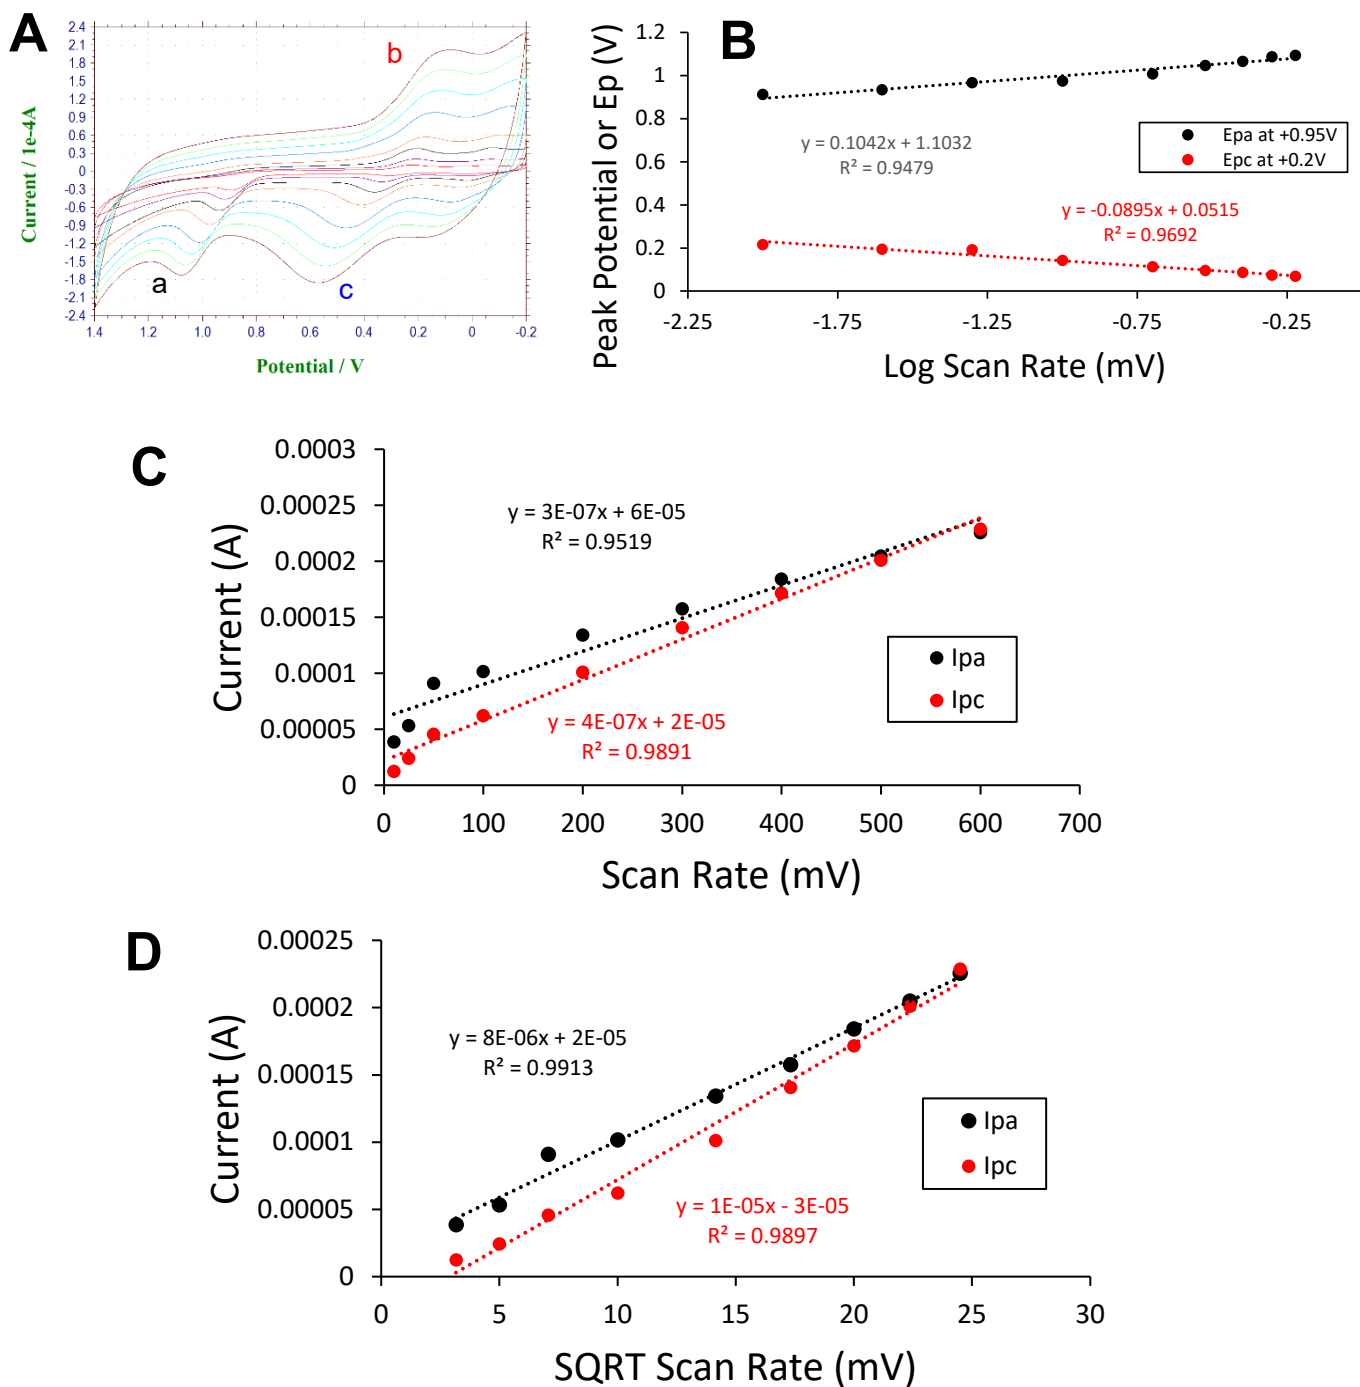 A
2.4
2.1
1.8
1.5
1.2
0.9
0.6
0.3
0
-0.3
-0.6
-0.9
-1.2
-1.5
-1.8
-2.1
-2.4
Current / 1e-4A
b
a
c
1.4 1.2 1.0 0.8 0.6 0.4 0.2 0 -0.2
Potential / V
B
1.2
1
0.8
0.6
0.4
0.2
0
Peak Potential or Ep (V)
y = 0.1042x + 1.1032
R² = 0.9479
Epa at +0.95V
Epc at +0.2V
y = -0.0895x + 0.0515
R² = 0.9692
-2.25 -1.75 -1.25 -0.75 -0.25
Log Scan Rate (mV)
C
0.0003
0.00025
0.0002
0.00015
0.0001
0.00005
0
Current (A)
y = 3E-07x + 6E-05
R² = 0.9519
Ipa
Ipc
y = 4E-07x + 2E-05
R² = 0.9891
0 100 200 300 400 500 600 700
Scan Rate (mV)
D
0.00025
0.0002
0.00015
0.0001
0.00005
0
Current (A)
y = 8E-06x + 2E-05
R² = 0.9913
Ipa
Ipc
y = 1E-05x - 3E-05
R² = 0.9897
0 5 10 15 20 25 30
SQRT Scan Rate (mV)